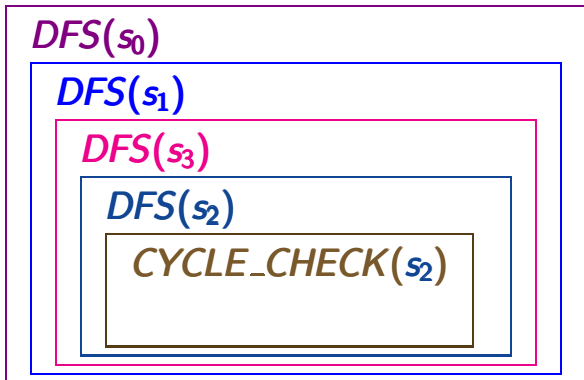 DFS(s₀)
DFS(s₁)
DFS(s₃)
DFS(s₂)
CYCLE_CHECK(s₂)